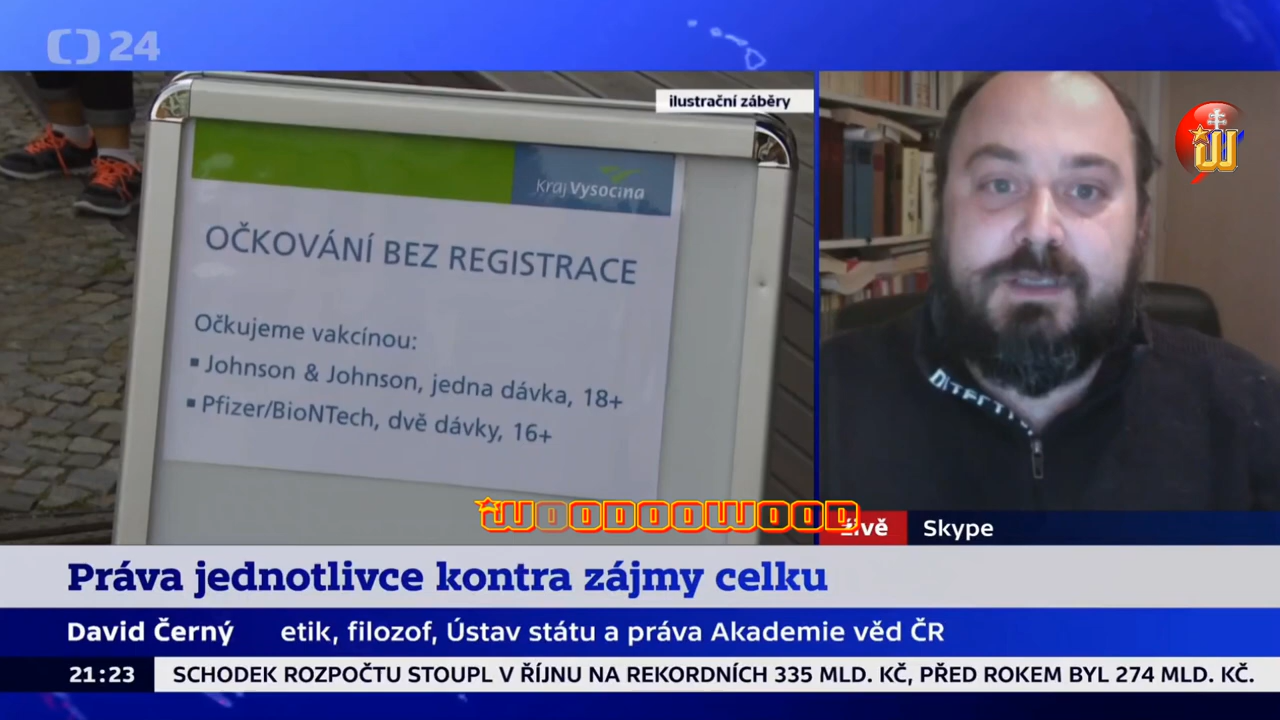 24
ilustrační záběry
Kraj Vysočina
OČKOVÁNÍ BEZ REGISTRACE
Očkujeme vakcínou:
▪ Johnson & Johnson, jedna dávka, 18+
▪ Pfizer/BioNTech, dvě dávky, 16+
W
WOODOOWOOD
živě Skype
Práva jednotlivce kontra zájmy celku
David Černý etik, filozof, Ústav státu a práva Akademie věd ČR
21:23 SCHODEK ROZPOČTU STOUPL V ŘÍJNU NA REKORDNÍCH 335 MLD. KČ, PŘED ROKEM BYL 274 MLD. KČ.